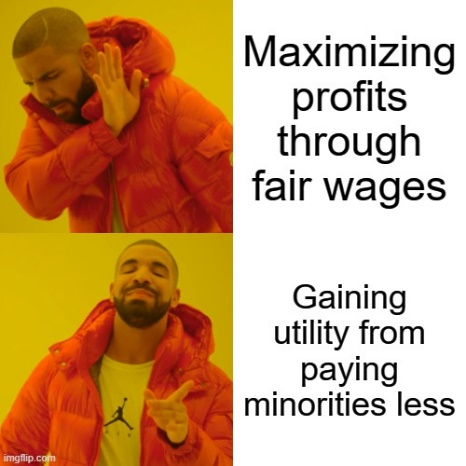 Maximizing
profits
through
fair wages
Gaining
utility from
paying
minorities less
imgflip.com